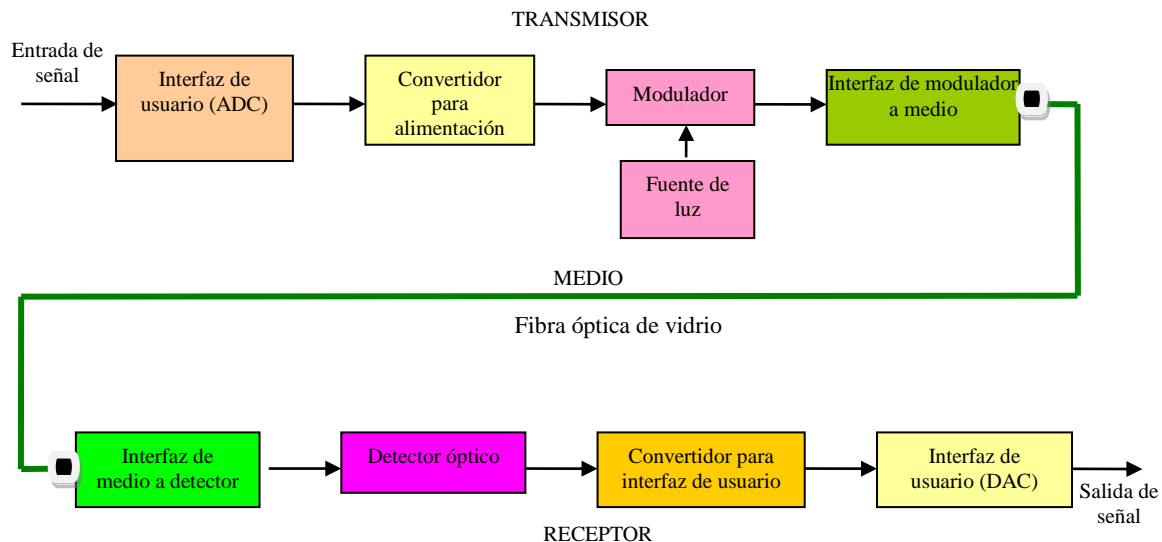 TRANSMISOR
Entrada de
señal
Interfaz de
usuario (ADC)
Convertidor
para
alimentación
Modulador
Interfaz de modulador
a medio
Fuente de
luz
MEDIO
Fibra óptica de vidrio
Interfaz de
medio a detector
Detector óptico
Convertidor para
interfaz de usuario
Interfaz de
usuario (DAC)
Salida de
señal
RECEPTOR